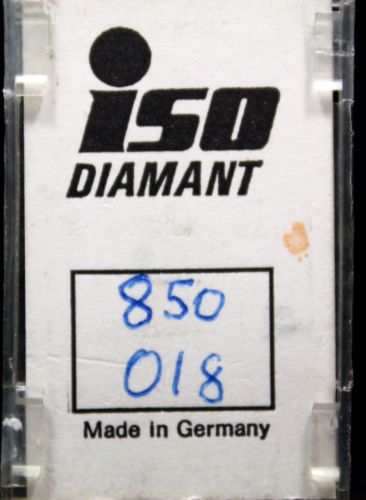 iso
DIAMANT
850
018
Made in Germany